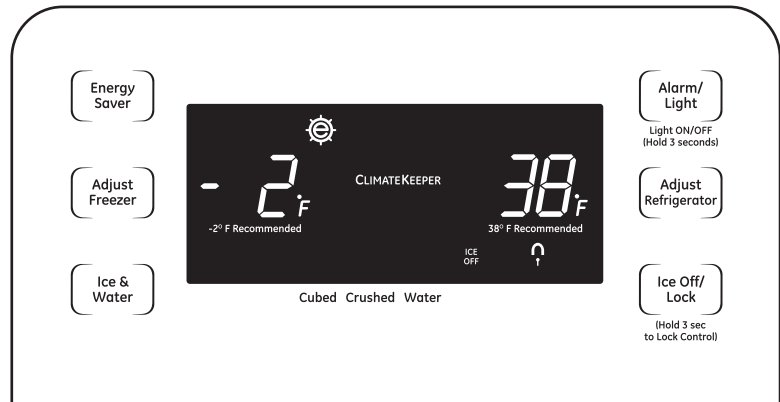 Energy
Saver
Adjust
Freezer
Ice &
Water
e
- 2°F
-2° F Recommended
CLIMATEKEEPER
38°F
38° F Recommended
ICE
OFF
Cubed Crushed Water
Alarm/
Light
Light ON/OFF
(Hold 3 seconds)
Adjust
Refrigerator
Ice Off/
Lock
(Hold 3 sec
to Lock Control)